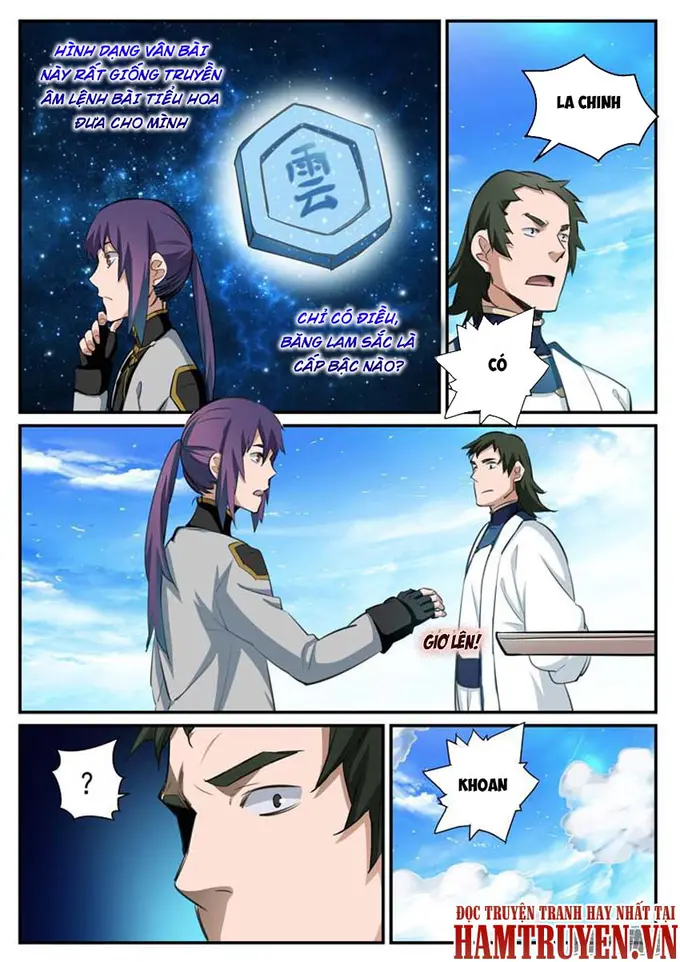 HÌNH DẠNG VÂN BÀI
NÀY RẤT GIỐNG TRUYỀN
ÂM LỆNH BÀI TIỂU HOA
ĐƯA CHO MÌNH
雲
CHỈ CÓ ĐIỀU,
BĂNG LAM SẮC LÀ
CẤP BẬC NÀO?
LA CHINH
CÓ
GIƠ LÊN!
?
KHOAN
ĐỌC TRUYỆN TRANH HAY NHẤT TẠI
HAMTRUYEN.VN